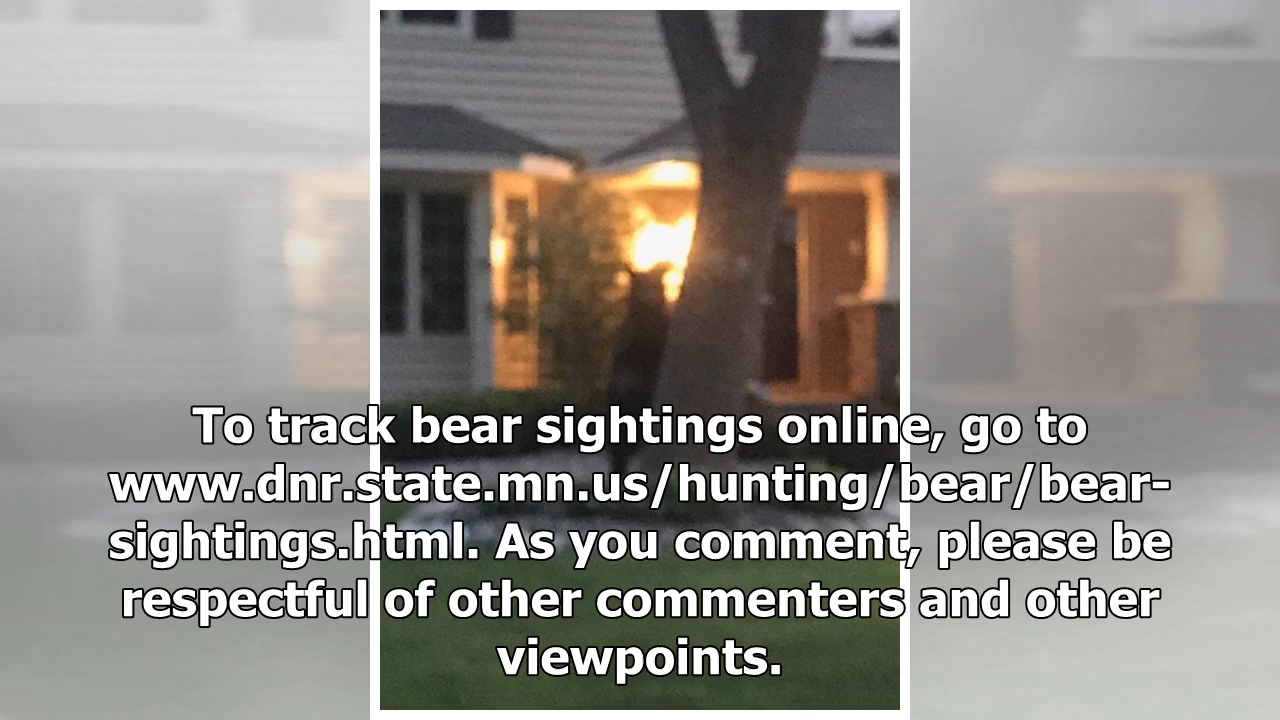 To track bear sightings online, go to
www.dnr.state.mn.us/hunting/bear/bear-
sightings.html. As you comment, please be
respectful of other commenters and other
viewpoints.